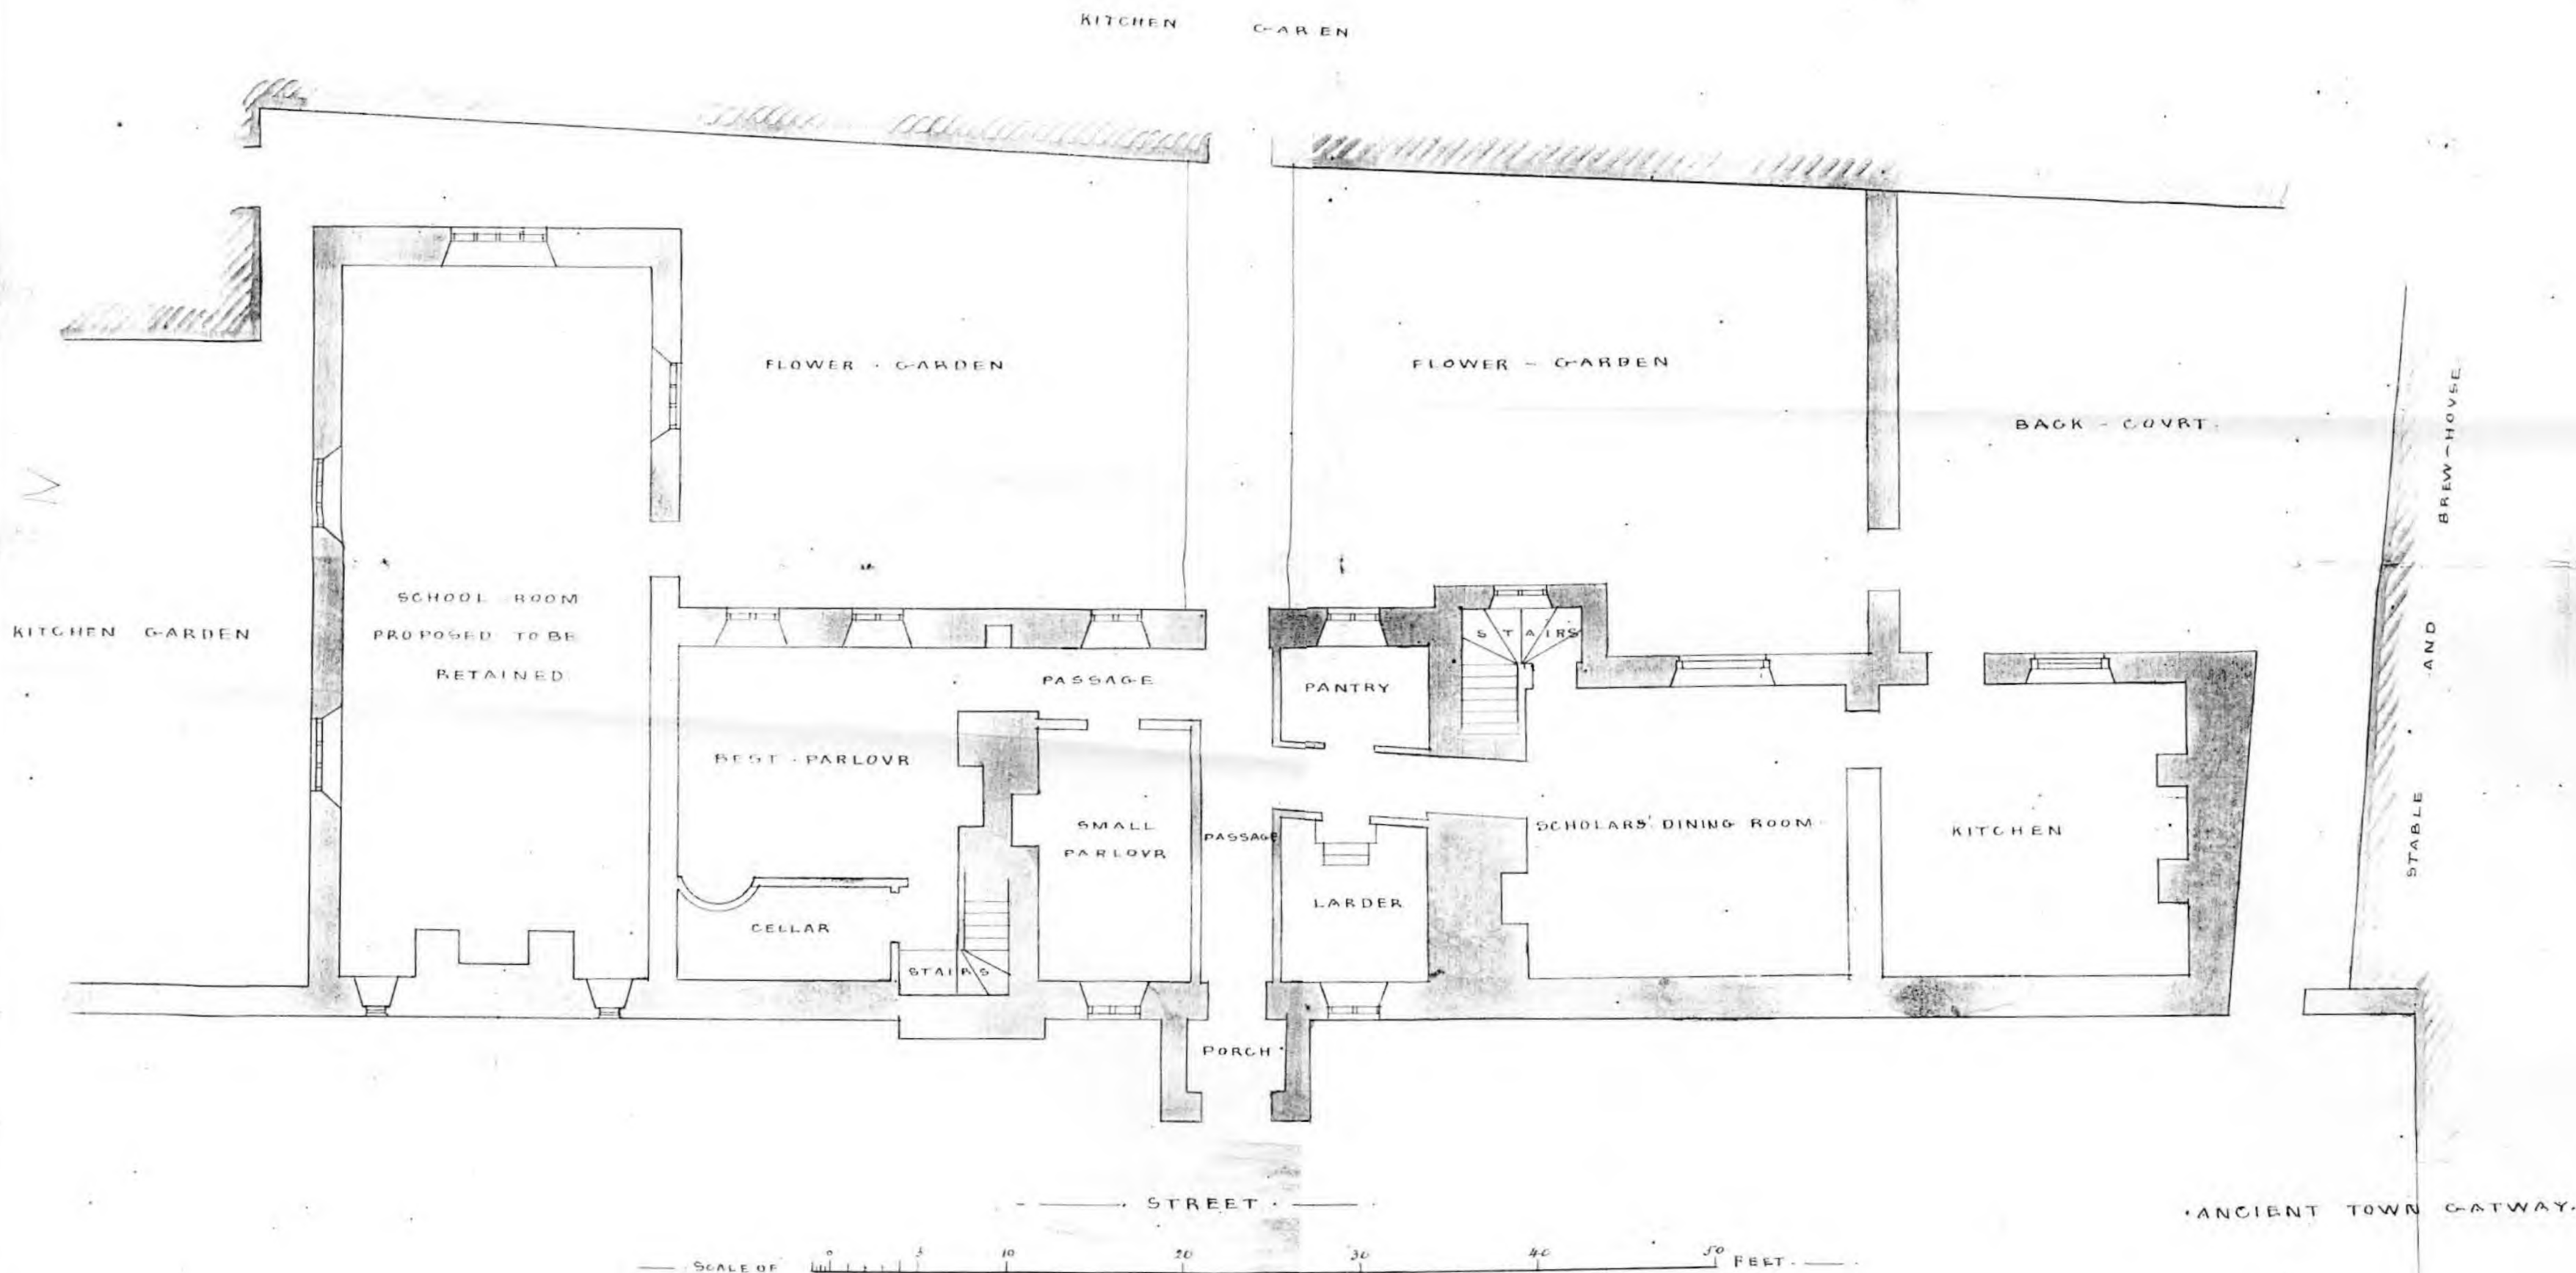 KITCHEN GAREN
FLOWER · GARDEN
FLOWER - GARDEN
BACK - COVRT.
BREW-HOVSE.
AND
STABLE
KITCHEN GARDEN
SCHOOL ROOM
PROPOSED TO BE
RETAINED
PASSAGE
PANTRY
STAIRS
BEST · PARLOVR
SMALL
PARLOVR
PASSAGE
SCHOLARS' DINING ROOM
KITCHEN
CELLAR
LARDER
STAIRS
PORCH
STREET
·ANCIENT TOWN GATWAY.
SCALE OF 0 5 10 20 30 40 50 FEET.